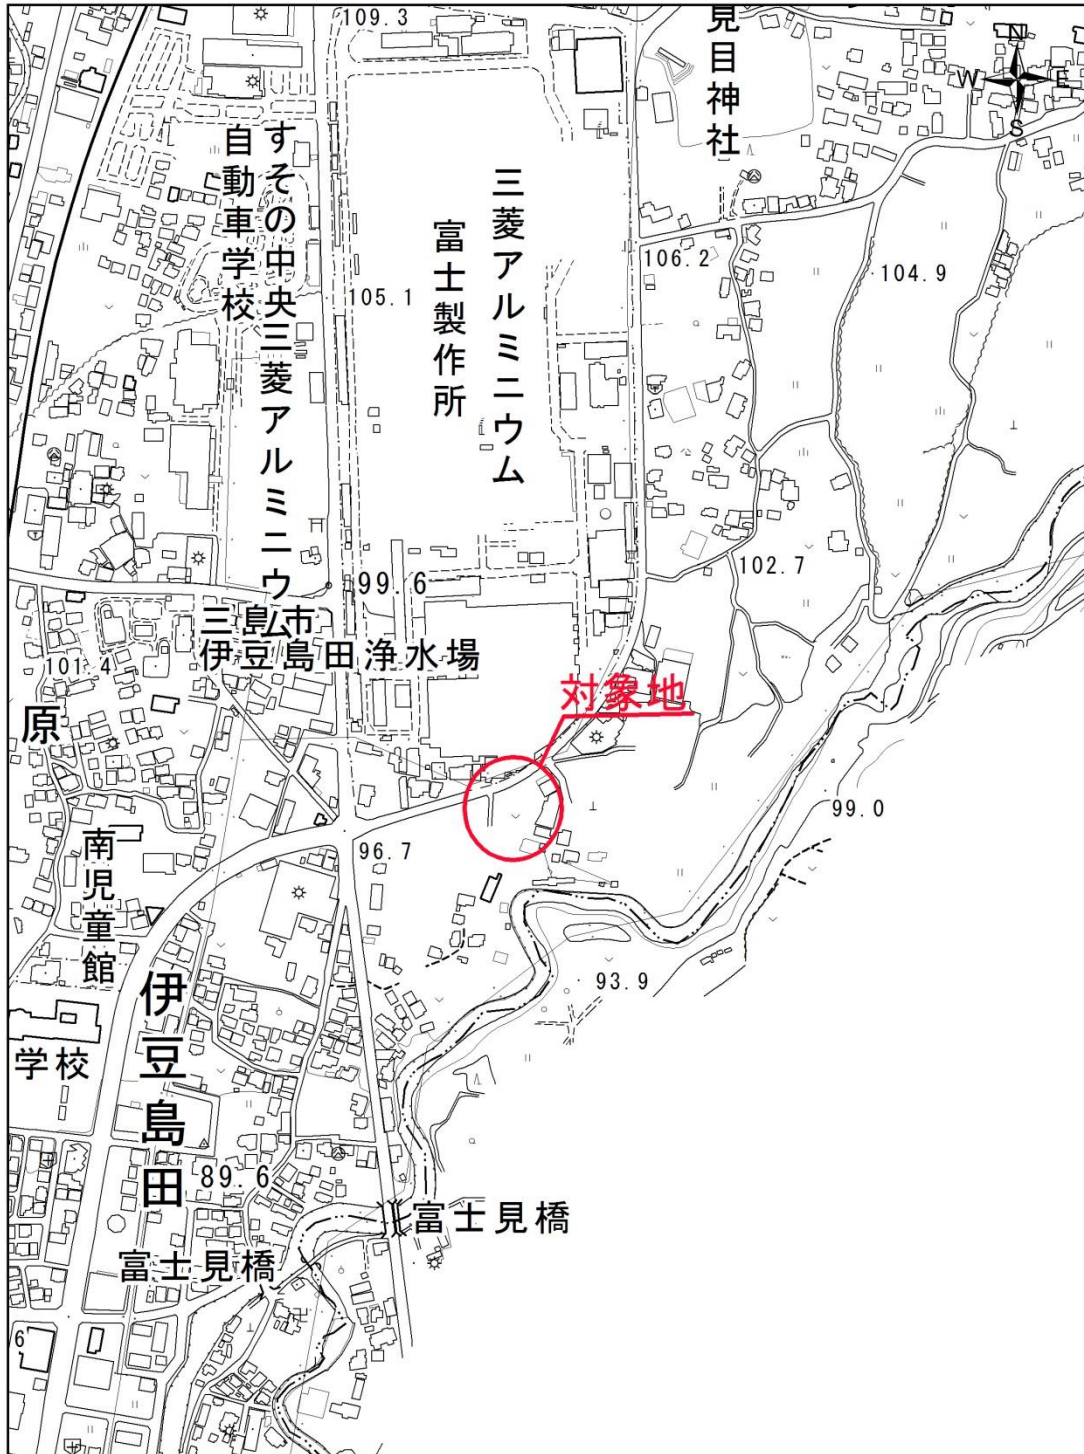 109.3
見目神社
N
W
E
S
すその中央
自動車学校
三菱アルミニウム
富士製作所
106.2
104.9
105.1
三菱アルミニウム
102.7
99.6
三島市
伊豆島田浄水場
101.4
対象地
原
99.0
96.7
南児童館
93.9
伊豆島田
学校
89.6
富士見橋
富士見橋
6